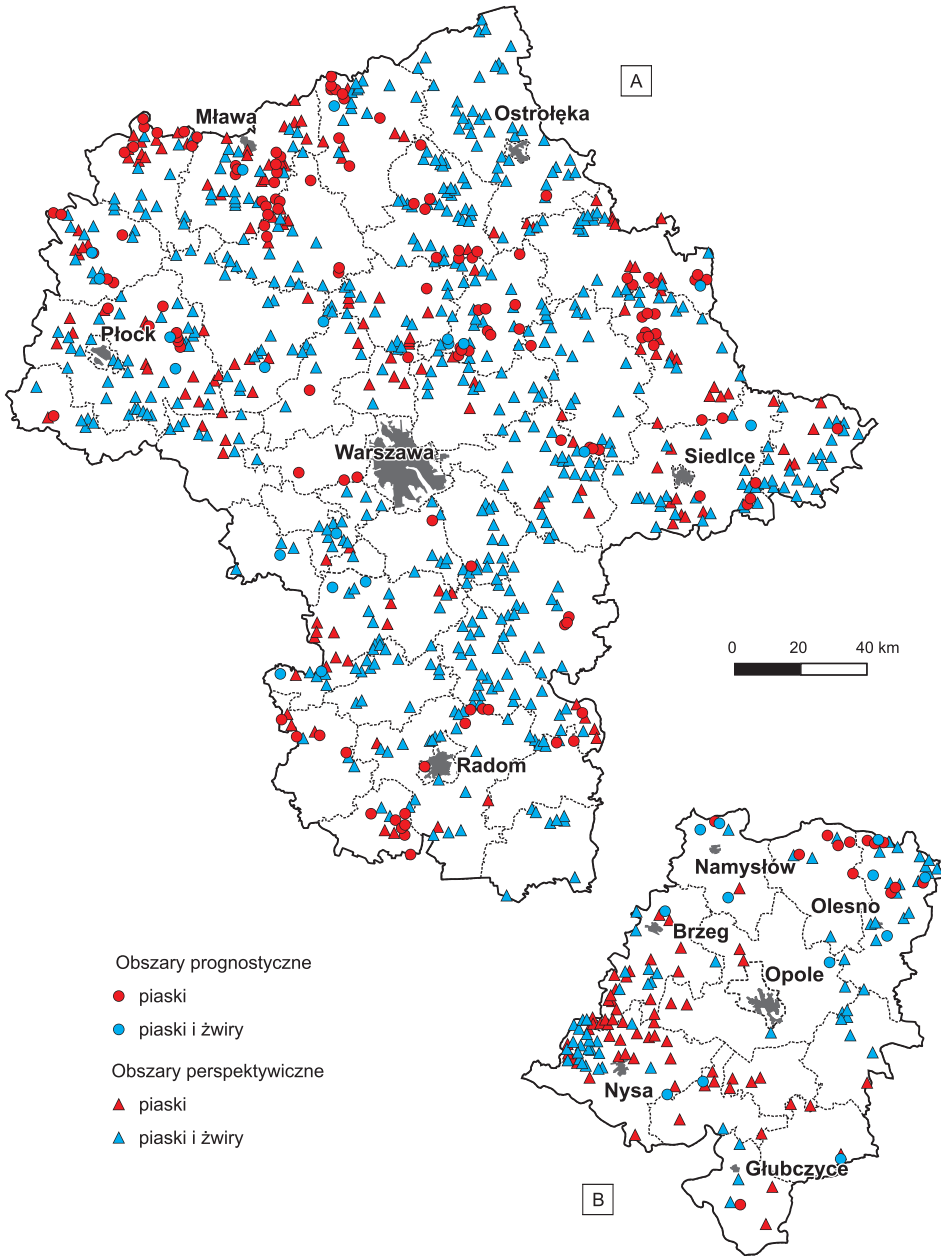 A
Mława
Ostrołęka
Płock
Warszawa
Siedlce
0 20 40 km
Radom
Namysłów
Olesno
Brzeg
Opole
Nysa
Głubczyce
B
Obszary prognostyczne
piaski
piaski i żwiry
Obszary perspektywiczne
piaski
piaski i żwiry